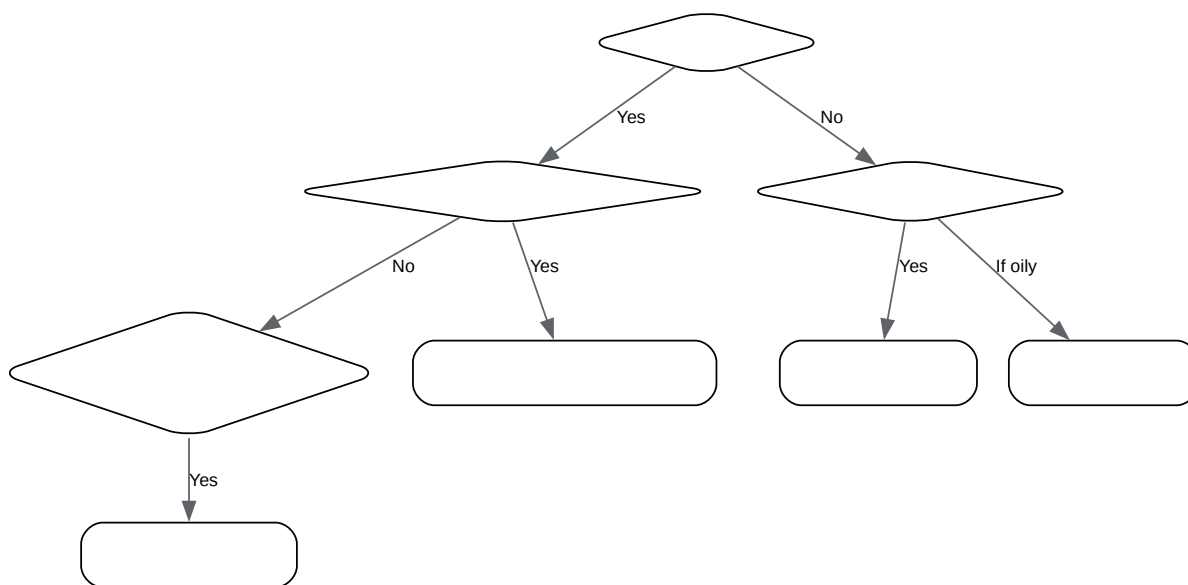 Yes
No
No
Yes
Yes
If oily
Yes